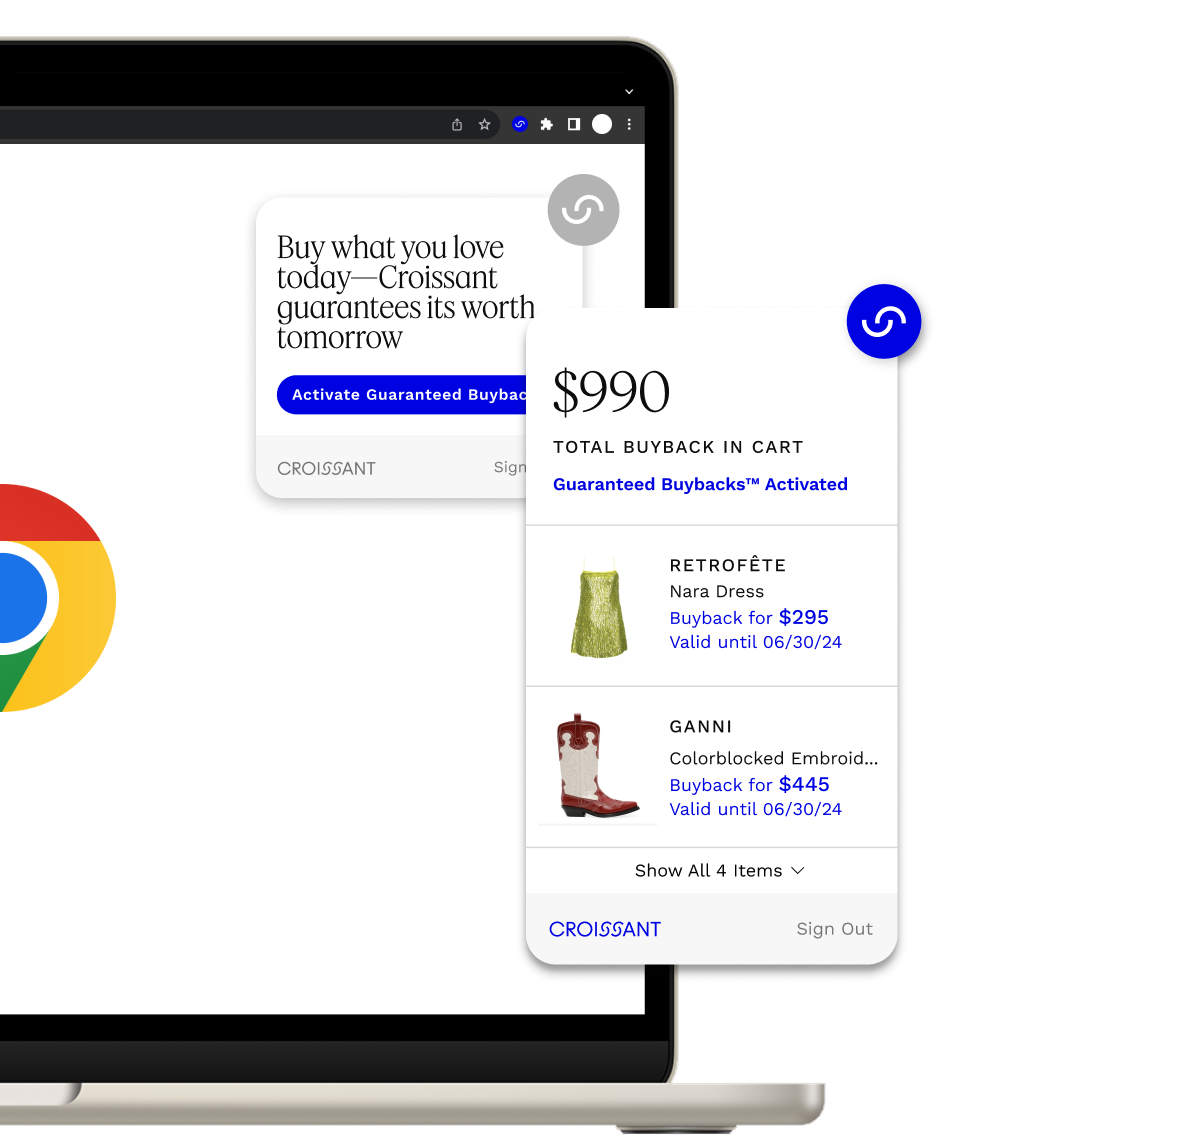 Buy what you love
today—Croissant
guarantees its worth
tomorrow
Activate Guaranteed Buybac
CROISSANT
Sign
$990
TOTAL BUYBACK IN CART
Guaranteed Buybacks™ Activated
RETROFÊTE
Nara Dress
Buyback for $295
Valid until 06/30/24
GANNI
Colorblocked Embroid...
Buyback for $445
Valid until 06/30/24
Show All 4 Items
CROISSANT
Sign Out